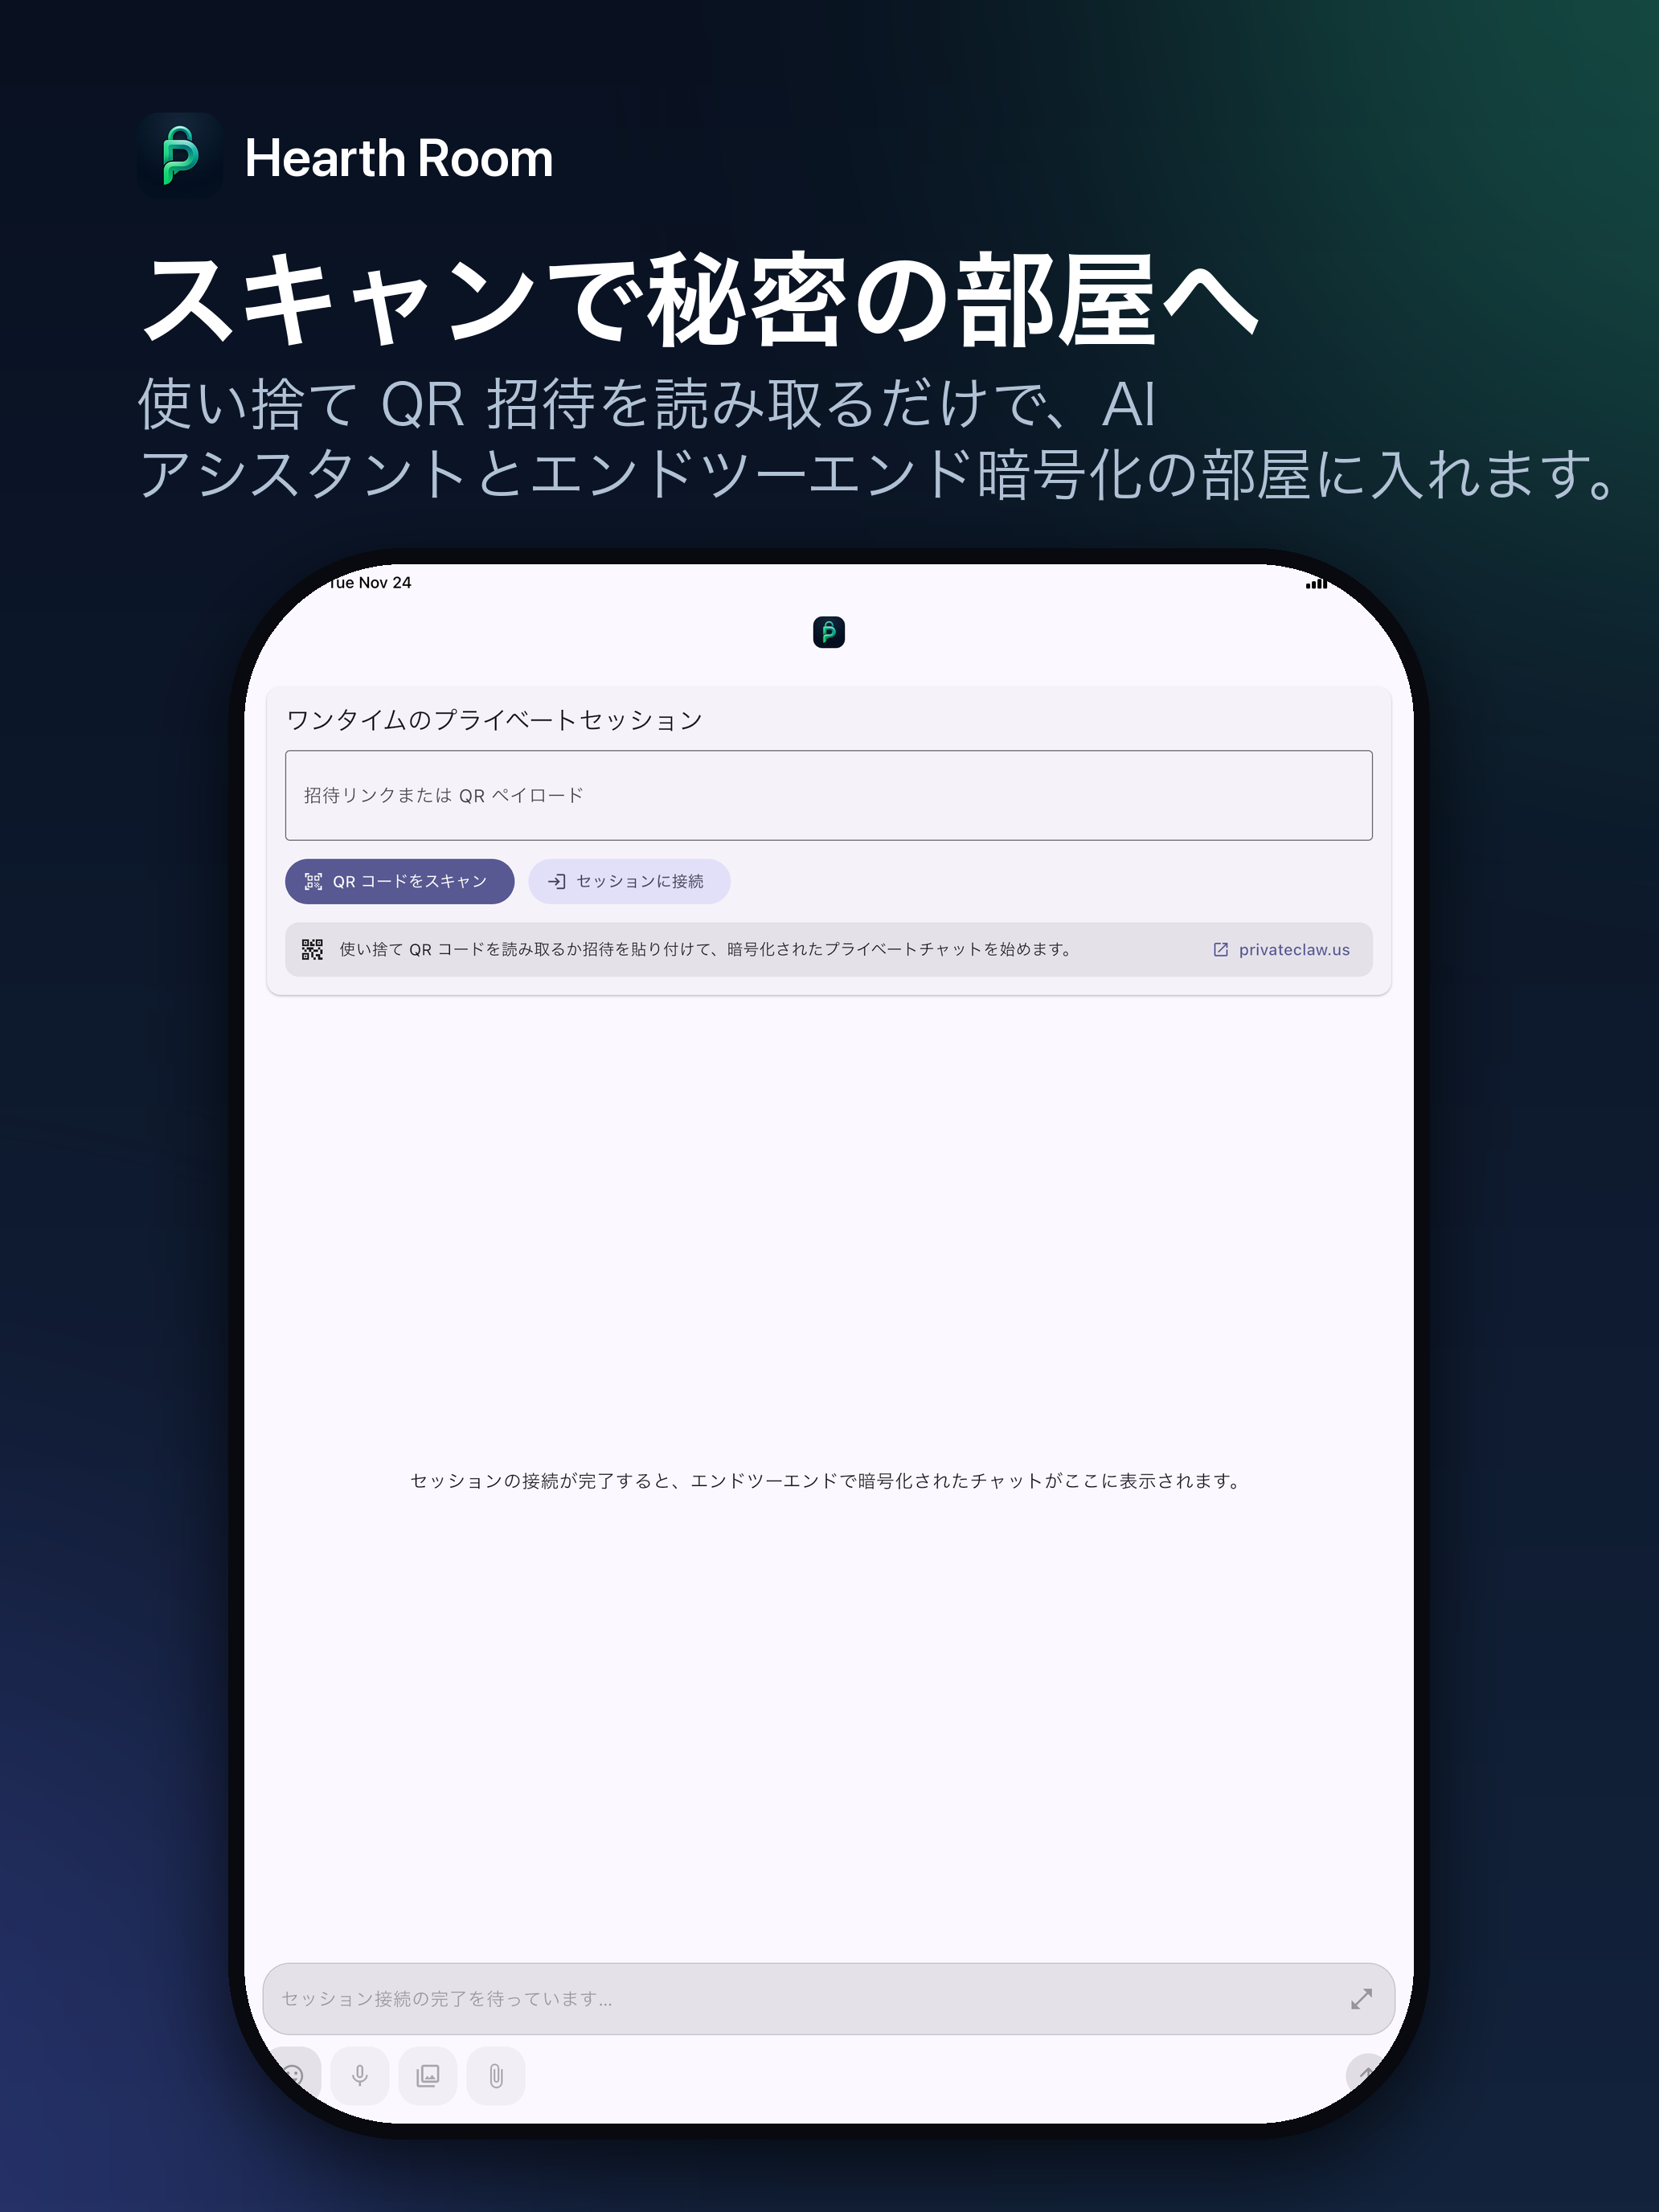 Hearth Room
スキャンで秘密の部屋へ
使い捨て QR 招待を読み取るだけで、AI
アシスタントとエンドツーエンド暗号化の部屋に入れます。
Tue Nov 24
ワンタイムのプライベートセッション
招待リンクまたは QR ペイロード
QR コードをスキャン
セッションに接続
使い捨て QR コードを読み取るか招待を貼り付けて、暗号化されたプライベートチャットを始めます。
privateclaw.us
セッションの接続が完了すると、エンドツーエンドで暗号化されたチャットがここに表示されます。
セッション接続の完了を待っています...